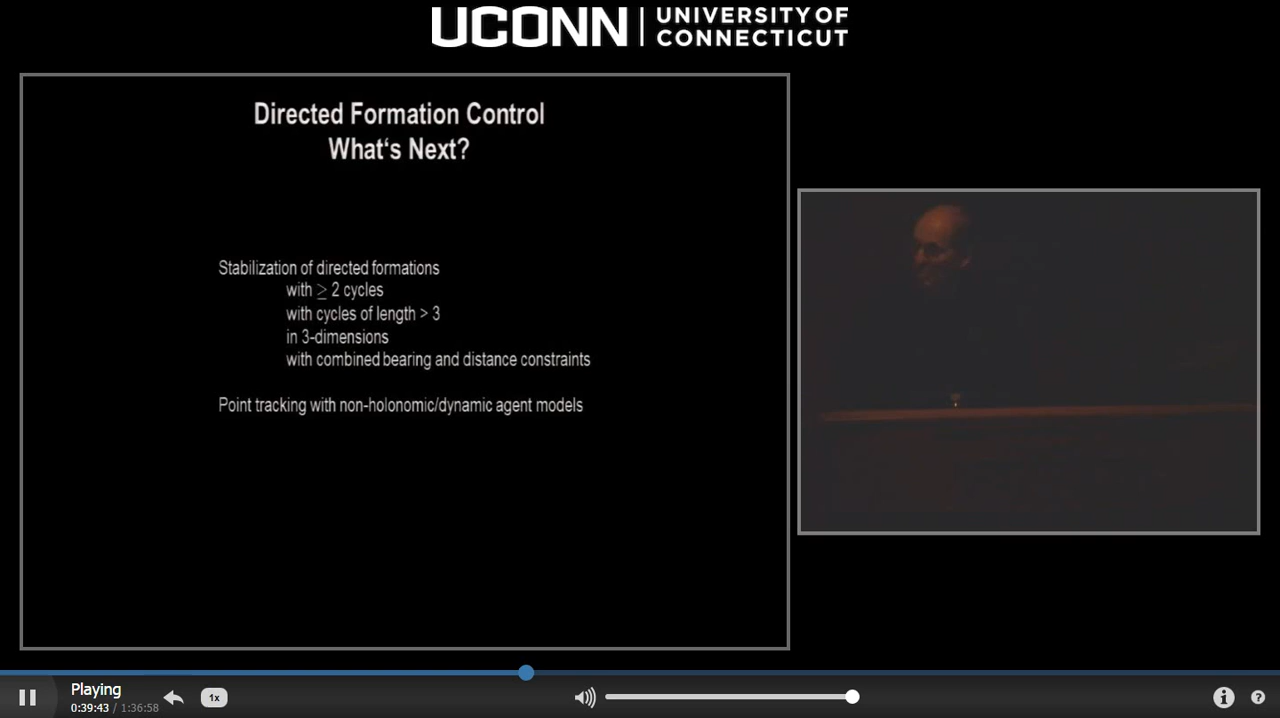 UCONN | UNIVERSITY OF
CONNECTICUT
Directed Formation Control
What‘s Next?
Stabilization of directed formations
with ≥ 2 cycles
with cycles of length > 3
in 3-dimensions
with combined bearing and distance constraints
Point tracking with non-holonomic/dynamic agent models
Playing
0:39:43 / 1:36:58
1x